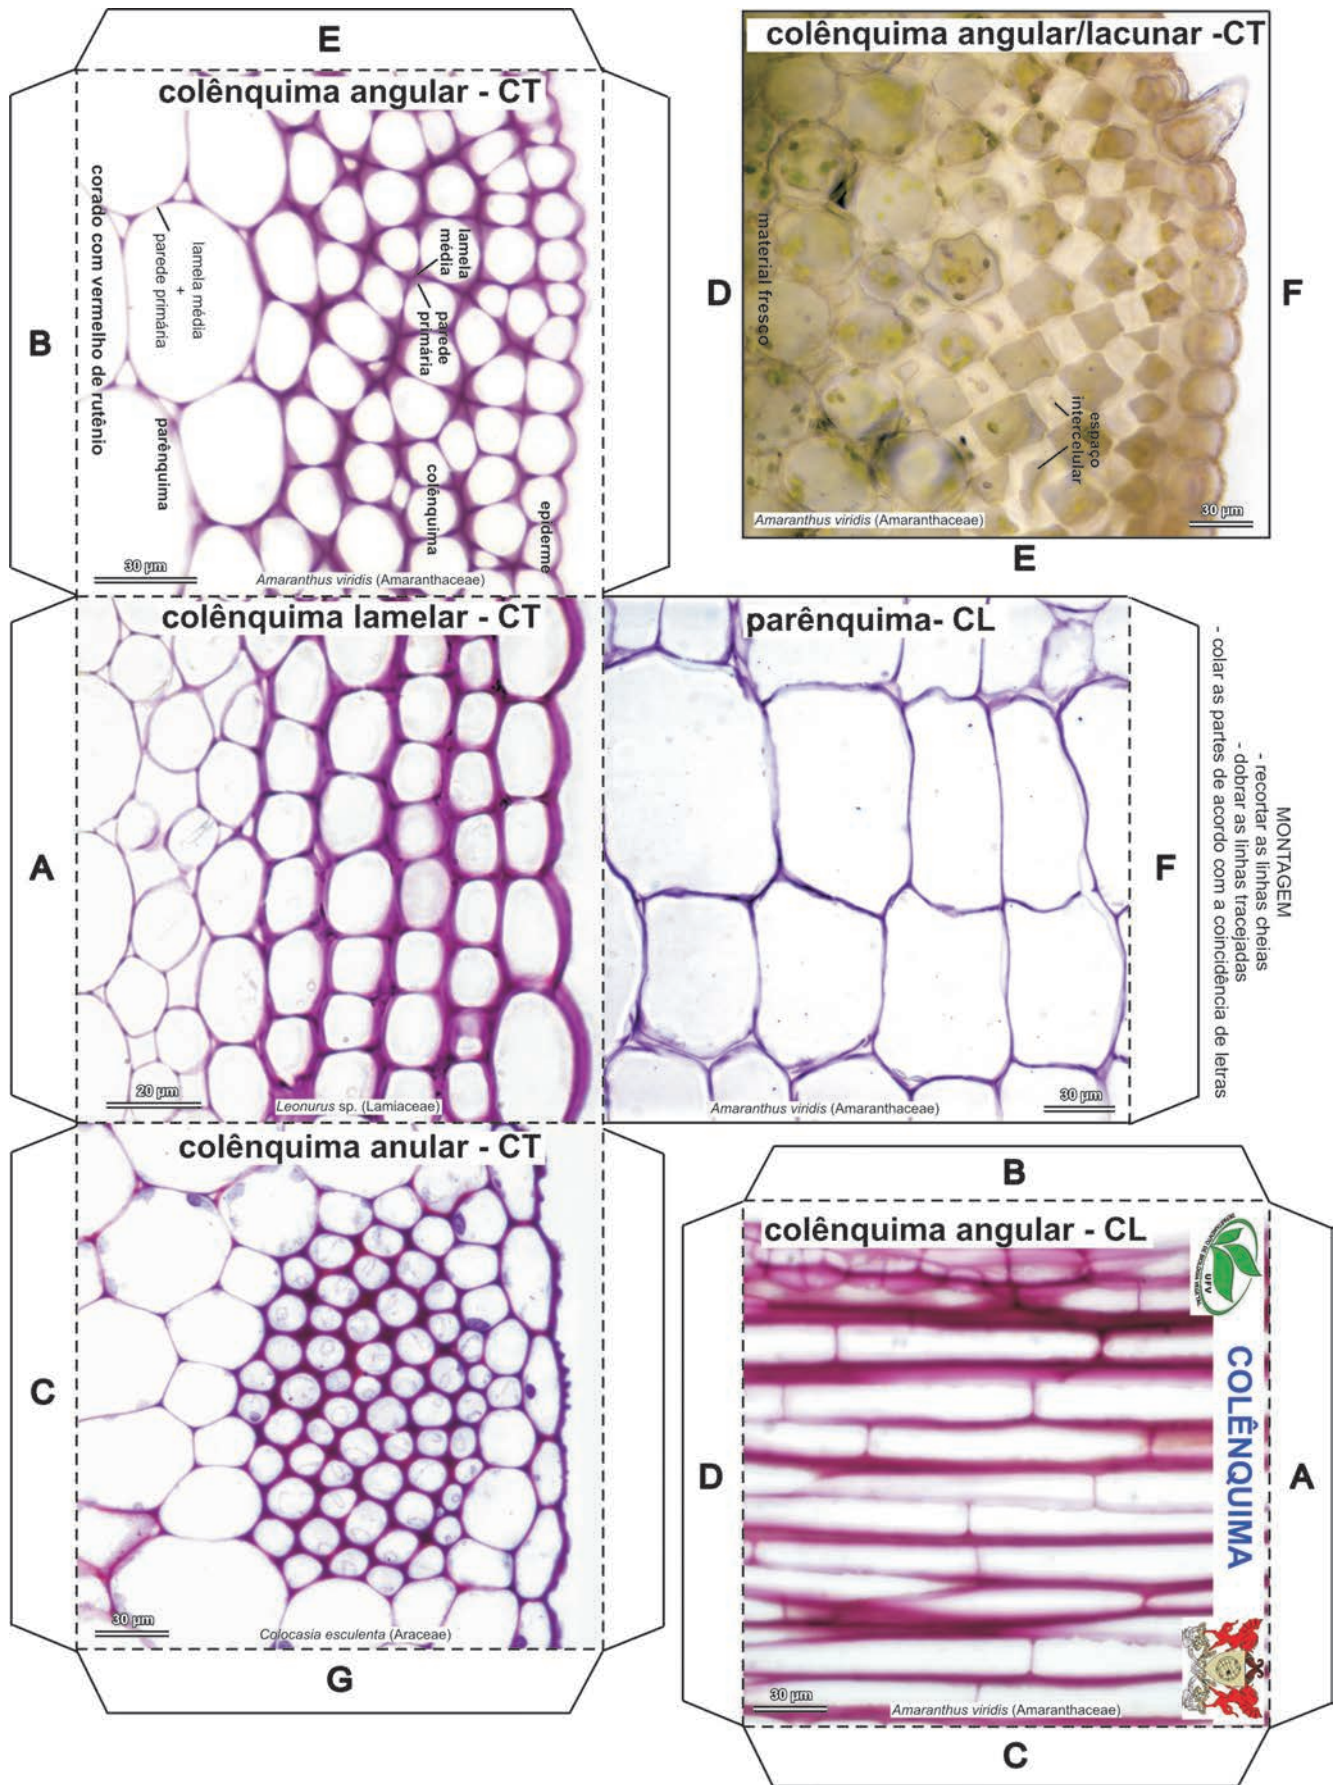 E
colênquima angular - CT
B
corado com vermelho de rutênio
lamela média
+
parede primária
parênquima
lamela
média
parede
primária
colênquima
epiderme
30 µm
Amaranthus viridis (Amaranthaceae)
colênquima angular/lacunar -CT
D
material fresco
F
espaço
intercelular
Amaranthus viridis (Amaranthaceae)
30 µm
E
colênquima lamelar - CT
A
20 µm
Leonurus sp. (Lamiaceae)
parênquima- CL
F
Amaranthus viridis (Amaranthaceae)
30 µm
MONTAGEM
- recortar as linhas cheias
- dobrar as linhas tracejadas
- colar as partes de acordo com a coincidência de letras
colênquima anular - CT
C
30 µm
Colocasia esculenta (Araceae)
G
B
colênquima angular - CL
UFV
COLÊNQUIMA
D
A
30 µm
Amaranthus viridis (Amaranthaceae)
C